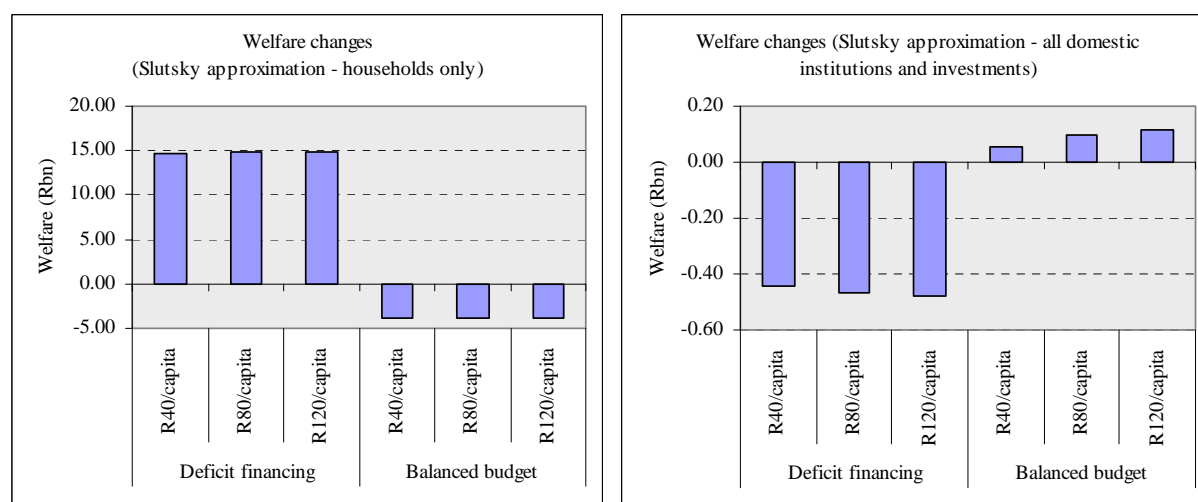 Welfare changes
(Slutsky approximation - households only)
20.00
15.00
10.00
5.00
0.00
-5.00
Welfare (Rbn)
R40/capita
R80/capita
R120/capita
R40/capita
R80/capita
R120/capita
Deficit financing
Balanced budget
Welfare changes (Slutsky approximation - all domestic
institutions and investments)
0.20
0.00
-0.20
-0.40
-0.60
Welfare (Rbn)
R40/capita
R80/capita
R120/capita
R40/capita
R80/capita
R120/capita
Deficit financing
Balanced budget